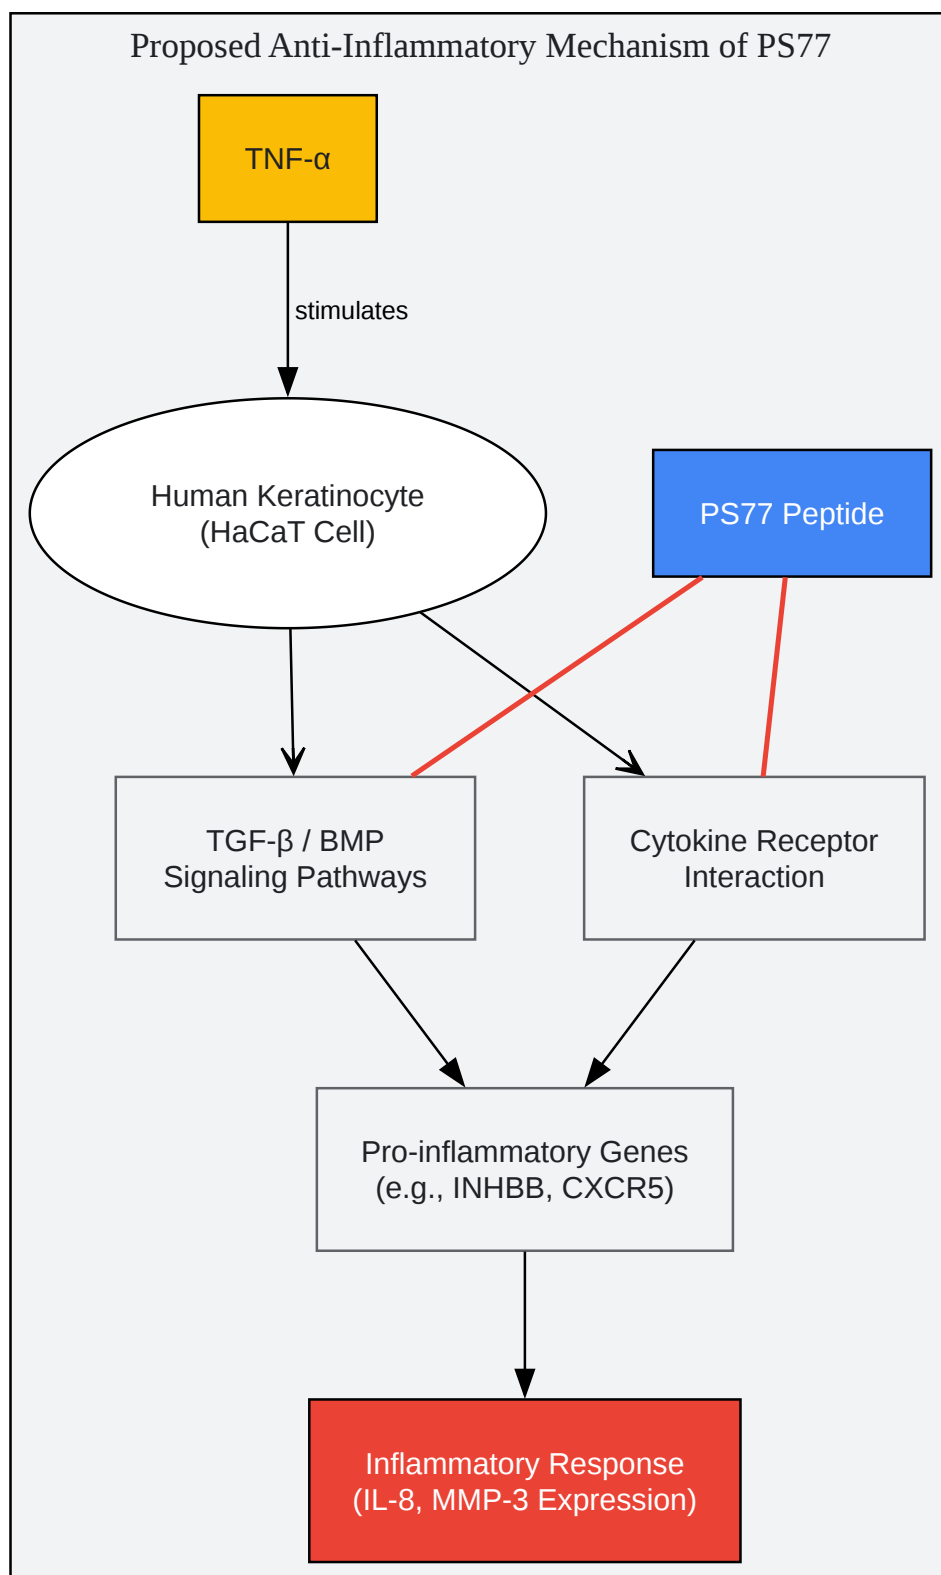 Proposed Anti-Inflammatory Mechanism of PS77
TNF-α
stimulates
Human Keratinocyte
(HaCaT Cell)
PS77 Peptide
TGF-β / BMP
Signaling Pathways
Cytokine Receptor
Interaction
Pro-inflammatory Genes
(e.g., INHBB, CXCR5)
Inflammatory Response
(IL-8, MMP-3 Expression)